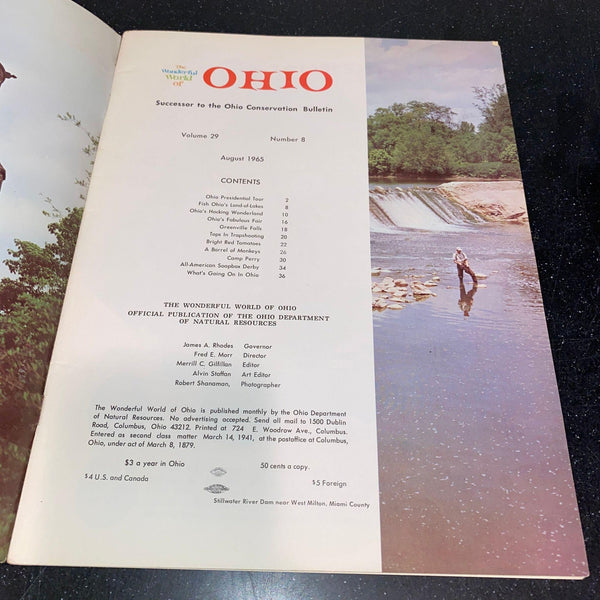 The
Wonderful
World
of
OHIO
Successor to the Ohio Conservation Bulletin
Volume 29 Number 8
August 1965
CONTENTS
Ohio Presidential Tour 2
Fish Ohio's Land-of-Lakes 8
Ohio's Hocking Wonderland 10
Ohio's Fabulous Fair 16
Greenville Falls 18
Tops In Trapshooting 20
Bright Red Tomatoes 22
A Barrel of Monkeys 26
Camp Perry 30
All-American Soapbox Derby 34
What's Going On In Ohio 36
THE WONDERFUL WORLD OF OHIO
OFFICIAL PUBLICATION OF THE OHIO DEPARTMENT
OF NATURAL RESOURCES
James A. Rhodes Governor
Fred E. Morr Director
Merrill C. Gilfillan Editor
Alvin Staffan Art Editor
Robert Shanaman, Photographer
The Wonderful World of Ohio is published monthly by the Ohio Department
of Natural Resources. No advertising accepted. Send all mail to 1500 Dublin
Road, Columbus, Ohio 43212. Printed at 724 E. Woodrow Ave., Columbus.
Entered as second class matter March 14, 1941, at the postoffice at Columbus,
Ohio, under act of March 8, 1879.
$3 a year in Ohio 50 cents a copy.
$4 U.S. and Canada $5 Foreign
Stillwater River Dam near West Milton, Miami County